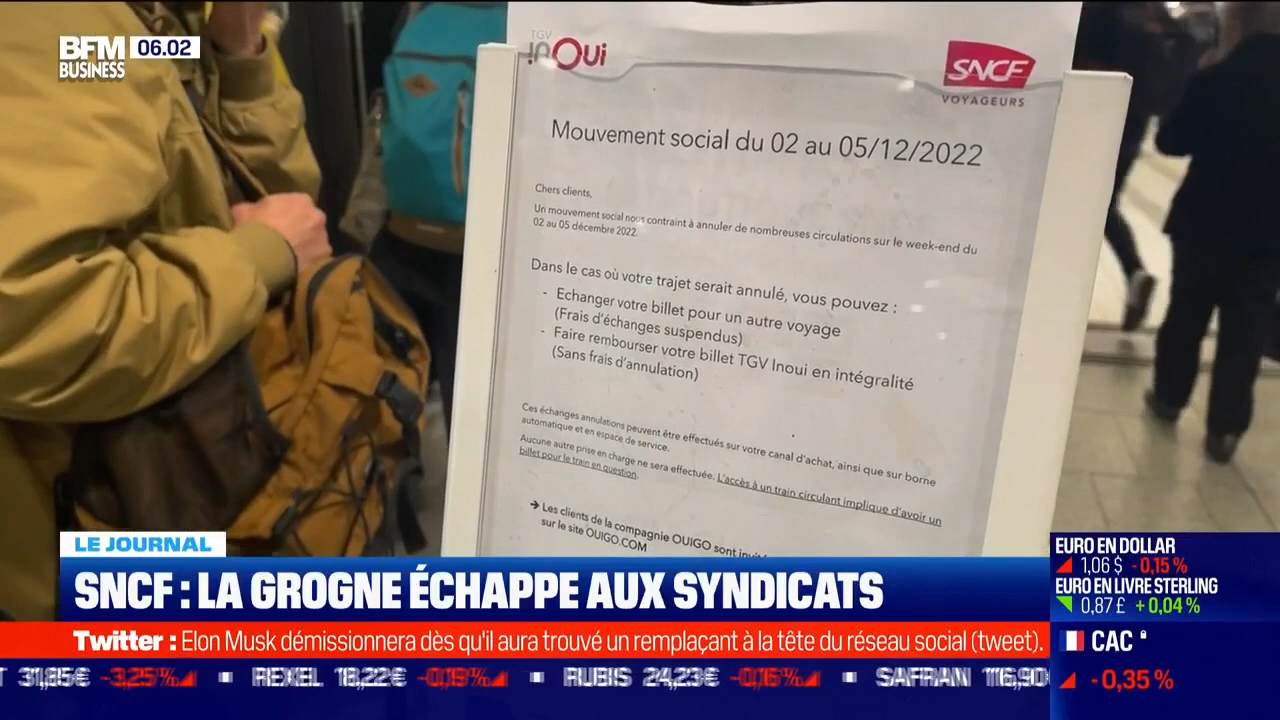 BFM
BUSINESS
06.02
TGV
inOui
SNCF
VOYAGEURS
Mouvement social du 02 au 05/12/2022
Chers clients,
Un mouvement social nous contraint à annuler de nombreuses circulations sur le week-end du
02 au 05 décembre 2022.
Dans le cas où votre trajet serait annulé, vous pouvez :
- Echanger votre billet pour un autre voyage
(Frais d'échanges suspendus)
- Faire rembourser votre billet TGV Inoui en intégralité
(Sans frais d'annulation)
Ces échanges annulations peuvent être effectués sur votre canal d'achat, ainsi que sur borne
automatique et en espace de service.
Aucune autre prise en charge ne sera effectuée. L'accès à un train circulant implique d'avoir un
billet pour le train en question.
➔ Les clients de la compagnie OUIGO sont
sur le site OUIGO.COM
LE JOURNAL
SNCF : LA GROGNE ÉCHAPPE AUX SYNDICATS
Twitter : Elon Musk démissionnera dès qu'il aura trouvé un remplaçant à la tête du réseau social (tweet).
EURO EN DOLLAR
1,06 $ -0,15 %
EURO EN LIVRE STERLING
0,87 £ +0,04 %
CAC
-0,35 %
T 31,85€ -3,25% REXEL 18,22€ -0,19% RUBIS 24,23€ -0,16% SAFRAN 116,90